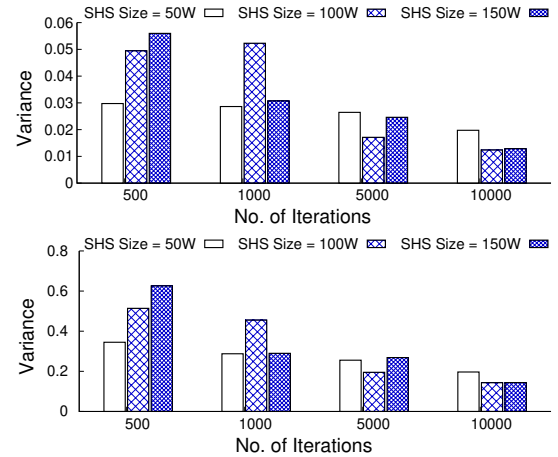 SHS Size = 50W SHS Size = 100W SHS Size = 150W
0.06
0.05
0.04
0.03
0.02
0.01
0
Variance
500 1000 5000 10000
No. of Iterations
SHS Size = 50W SHS Size = 100W SHS Size = 150W
0.8
0.6
0.4
0.2
0
Variance
500 1000 5000 10000
No. of Iterations